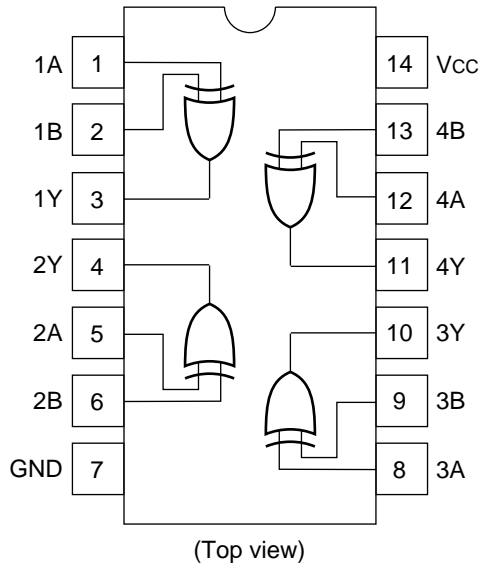 1A 1 14 Vcc
1B 2 13 4B
1Y 3 12 4A
2Y 4 11 4Y
2A 5 10 3Y
2B 6 9 3B
GND 7 8 3A
(Top view)